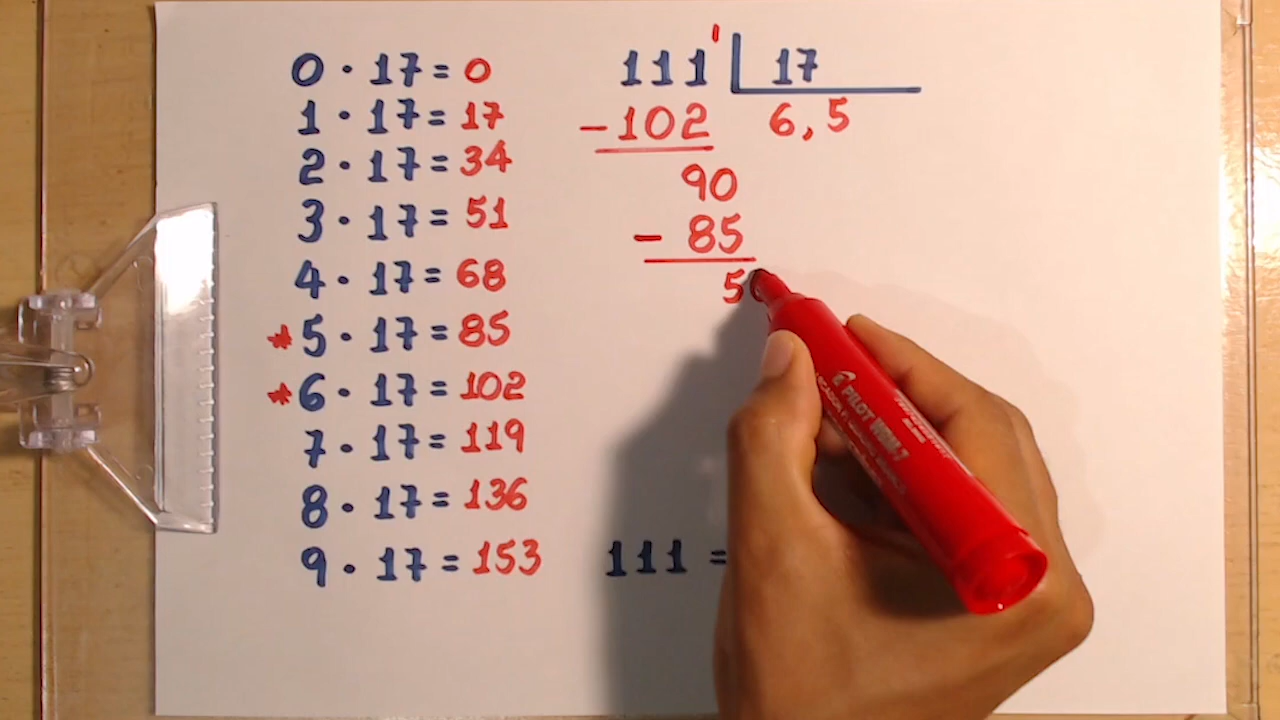 0 · 17 = 0
1 · 17 = 17
2 · 17 = 34
3 · 17 = 51
4 · 17 = 68
* 5 · 17 = 85
* 6 · 17 = 102
7 · 17 = 119
8 · 17 = 136
9 · 17 = 153
111' 17
-102 6,5
90
- 85
5
111 =
PILOT